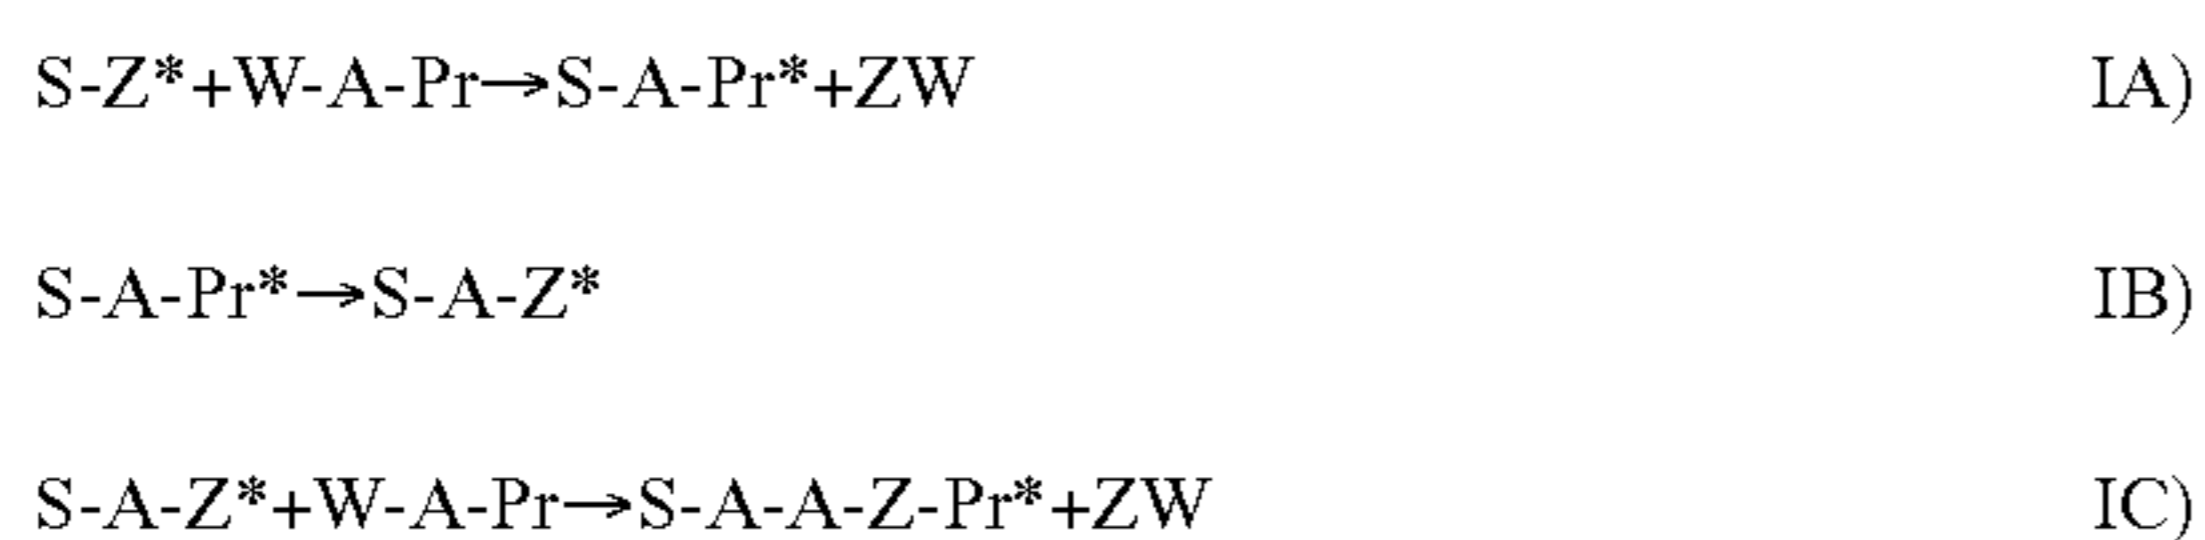 S-Z*+W-A-Pr→S-A-Pr*+ZW IA)
S-A-Pr*→S-A-Z* IB)
S-A-Z*+W-A-Pr→S-A-A-Z-Pr*+ZW IC)